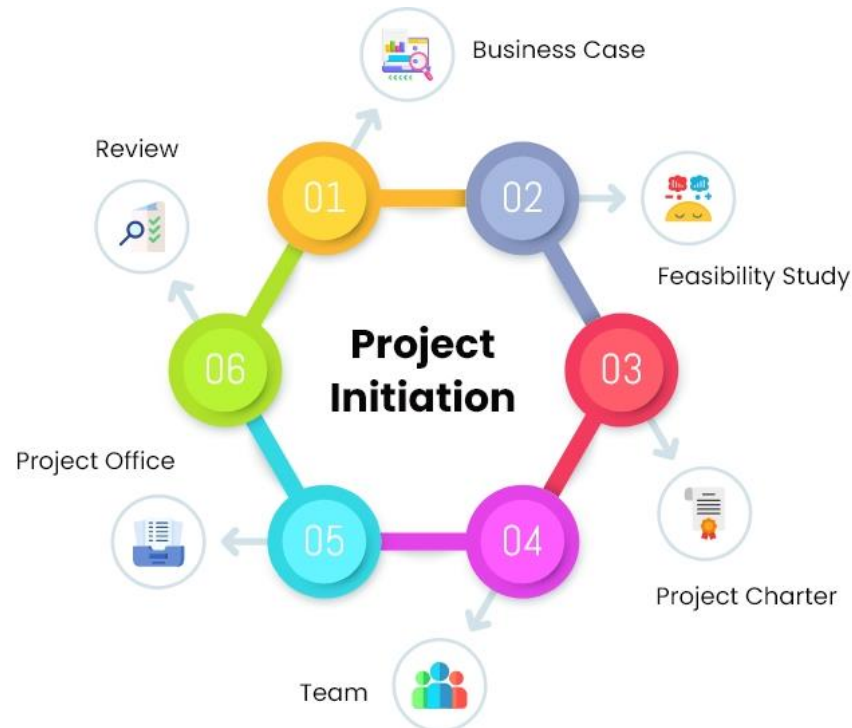 Business Case
Review
01
02
Feasibility Study
Project
Initiation
06
03
Project Office
05
04
Project Charter
Team